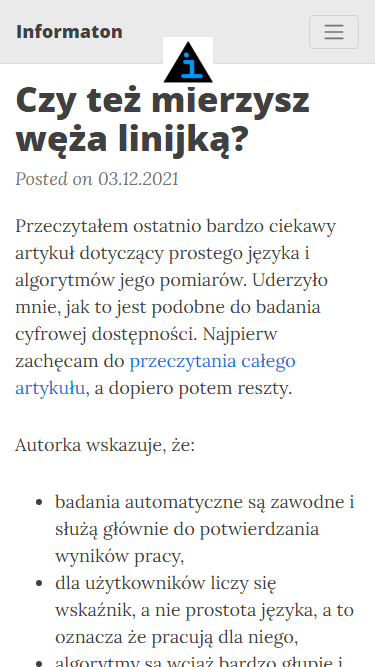 Informaton
i
Czy też mierzysz
węża linijką?
Posted on 03.12.2021
Przeczytałem ostatnio bardzo ciekawy
artykuł dotyczący prostego języka i
algorytmów jego pomiarów. Uderzyło
mnie, jak to jest podobne do badania
cyfrowej dostępności. Najpierw
zachęcam do przeczytania całego
artykułu, a dopiero potem reszty.
Autorka wskazuje, że:
badania automatyczne są zawodne i
służą głównie do potwierdzania
wyników pracy,
dla użytkowników liczy się
wskaźnik, a nie prostota języka, a to
oznacza że pracują dla niego,
algorytmy są wciąż bardzo głupie i